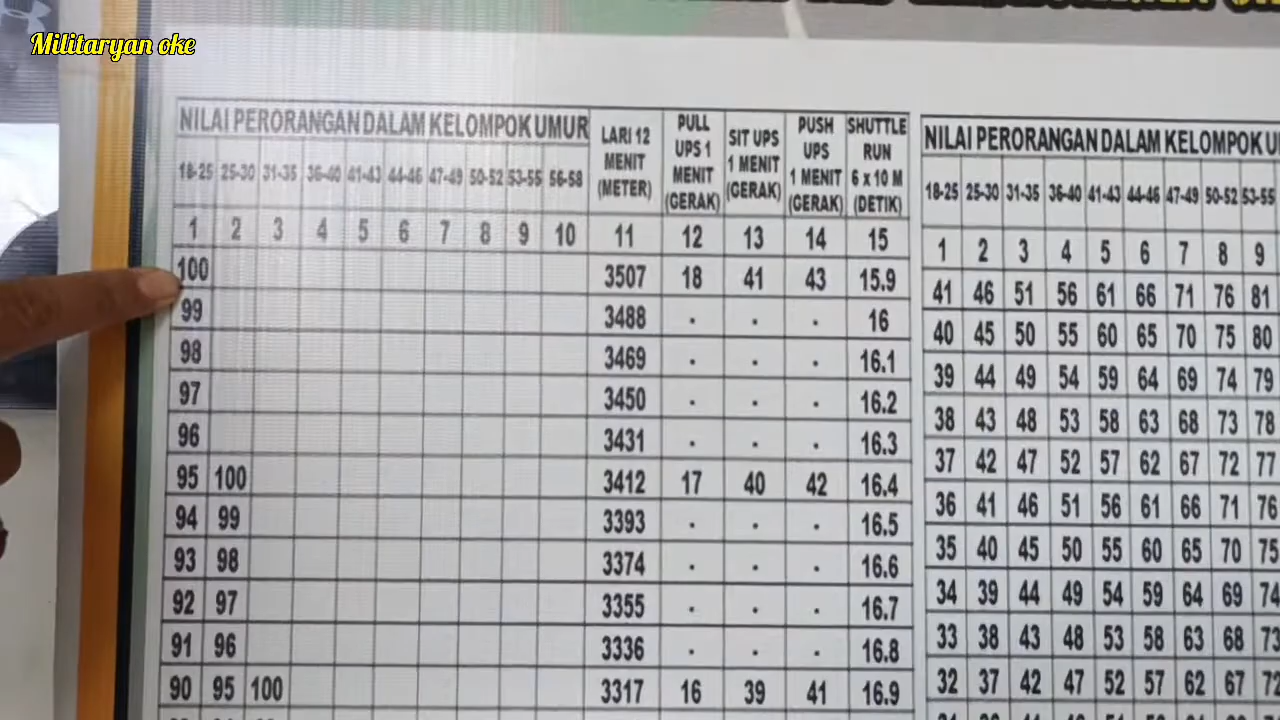 Militaryan oke
NILAI PERORANGAN DALAM KELOMPOK UMUR LARI 12 MENIT (METER) PULL UPS 1 MENIT (GERAK) SIT UPS 1 MENIT (GERAK) PUSH UPS 1 MENIT (GERAK) SHUTTLE RUN 6 x 10 M (DETIK)
18-25 25-30 31-35 36-40 41-43 44-46 47-49 50-52 53-55 56-58
1 2 3 4 5 6 7 8 9 10 11 12 13 14 15
100 3507 18 41 43 15.9
99 3488 . . . 16
98 3469 . . . 16.1
97 3450 . . . 16.2
96 3431 . . . 16.3
95 100 3412 17 40 42 16.4
94 99 3393 . . . 16.5
93 98 3374 . . . 16.6
92 97 3355 . . . 16.7
91 96 3336 . . . 16.8
90 95 100 3317 16 39 41 16.9
NILAI PERORANGAN DALAM KELOMPOK
18-25 25-30 31-35 36-40 41-43 44-46 47-49 50-52 53-55
1 2 3 4 5 6 7 8 9
41 46 51 56 61 66 71 76 81
40 45 50 55 60 65 70 75 80
39 44 49 54 59 64 69 74 79
38 43 48 53 58 63 68 73 78
37 42 47 52 57 62 67 72 77
36 41 46 51 56 61 66 71 76
35 40 45 50 55 60 65 70 75
34 39 44 49 54 59 64 69 74
33 38 43 48 53 58 63 68 73
32 37 42 47 52 57 62 67 72